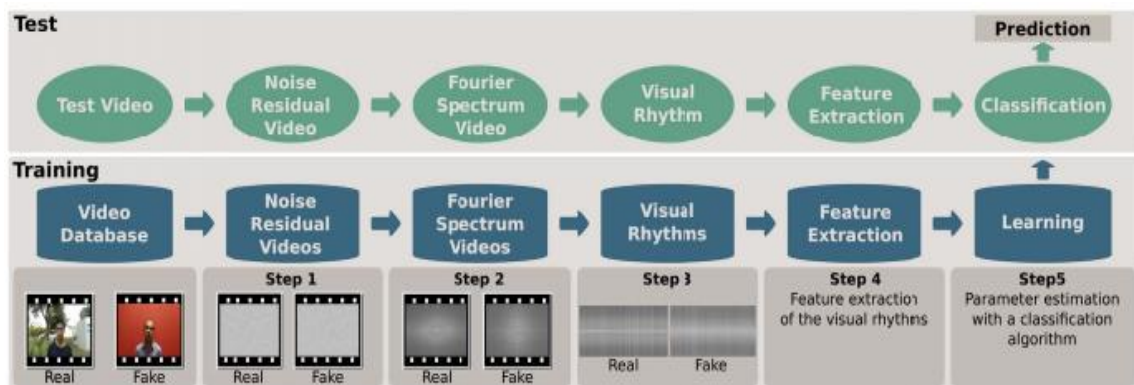 Test
Prediction
Test Video
Noise
Residual
Video
Fourier
Spectrum
Video
Visual
Rhythm
Feature
Extraction
Classification
Training
Video
Database
Noise
Residual
Videos
Fourier
Spectrum
Videos
Visual
Rhythms
Feature
Extraction
Learning
Real
Fake
Step 1
Real
Fake
Step 2
Real
Fake
Step 3
Real
Fake
Step 4
Feature extraction
of the visual rhythms
Step5
Parameter estimation
with a classification
algorithm